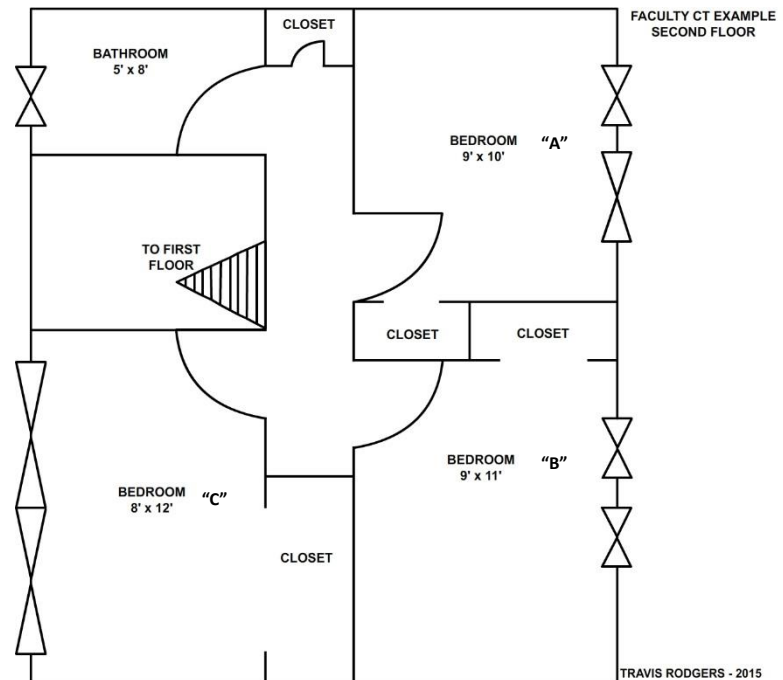 FACULTY CT EXAMPLE
SECOND FLOOR
CLOSET
BATHROOM
5' x 8'
BEDROOM "A"
9' x 10'
TO FIRST
FLOOR
CLOSET
CLOSET
BEDROOM "B"
9' x 11'
BEDROOM "C"
8' x 12'
CLOSET
TRAVIS RODGERS - 2015